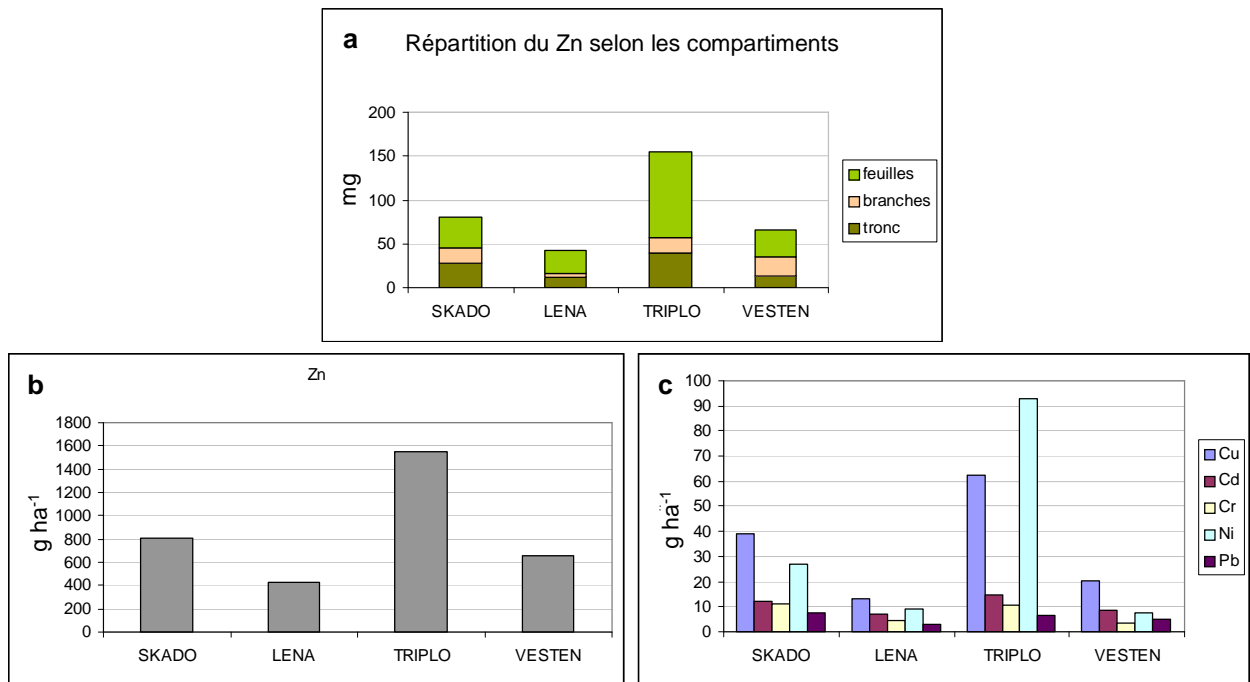 a Répartition du Zn selon les compartiments
200
150
100
50
0
mg
SKADO LENA TRIPLO VESTEN
feuilles
branches
tronc
b Zn
1800
1600
1400
1200
1000
800
600
400
200
0
g ha-1
SKADO LENA TRIPLO VESTEN
c
100
90
80
70
60
50
40
30
20
10
0
g ha-1
SKADO LENA TRIPLO VESTEN
Cu
Cd
Cr
Ni
Pb